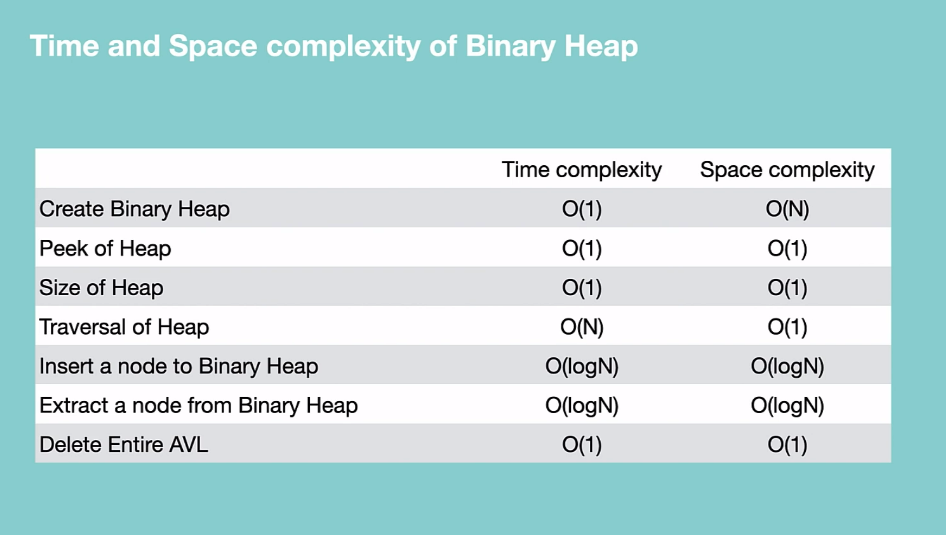 Time and Space complexity of Binary Heap
Time complexity Space complexity
Create Binary Heap O(1) O(N)
Peek of Heap O(1) O(1)
Size of Heap O(1) O(1)
Traversal of Heap O(N) O(1)
Insert a node to Binary Heap O(logN) O(logN)
Extract a node from Binary Heap O(logN) O(logN)
Delete Entire AVL O(1) O(1)